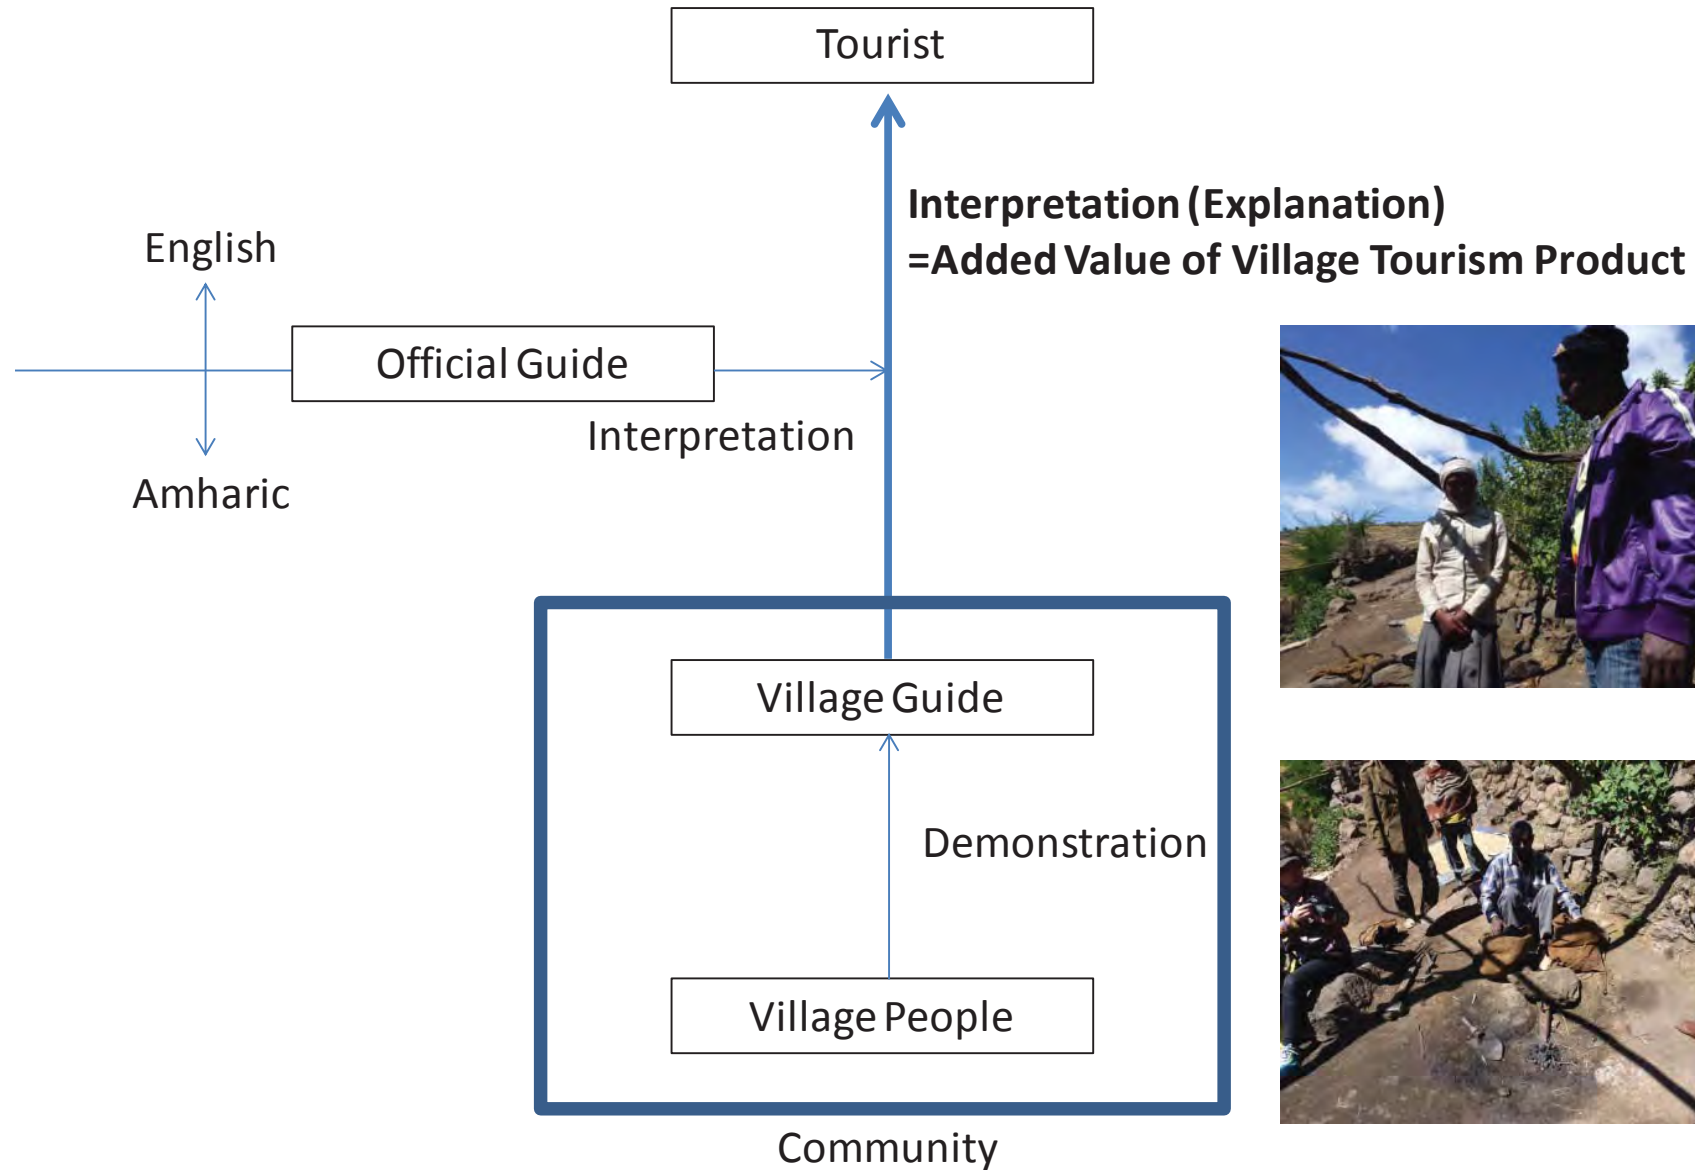 Tourist
Interpretation (Explanation)
=Added Value of Village Tourism Product
English
Official Guide
Interpretation
Amharic
Village Guide
Demonstration
Village People
Community